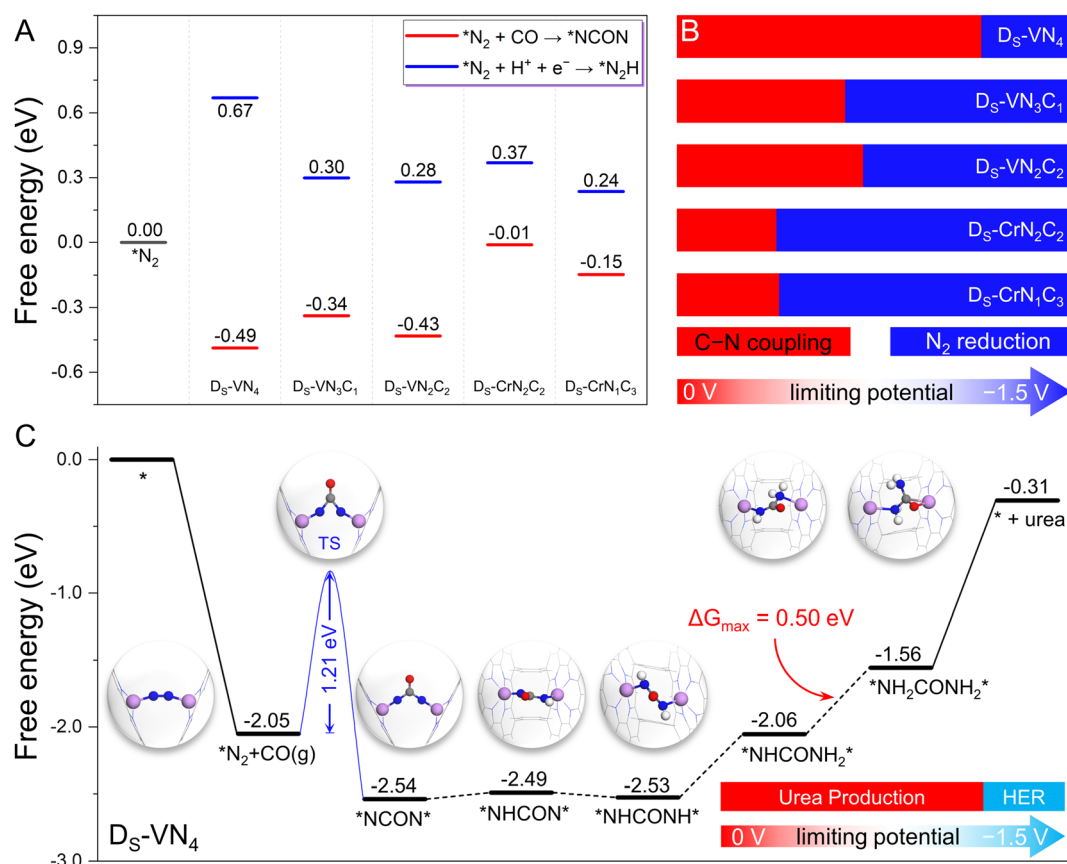 A
Free energy (eV)
0.9
0.6
0.3
0.0
-0.3
-0.6
*N₂ + CO → *NCON
*N₂ + H⁺ + e⁻ → *N₂H
0.00
*N₂
0.67
-0.49
0.30
-0.34
0.28
-0.43
0.37
-0.01
0.24
-0.15
Dₛ-VN₄
Dₛ-VN₃C₁
Dₛ-VN₂C₂
Dₛ-CrN₂C₂
Dₛ-CrN₁C₃
B
Dₛ-VN₄
Dₛ-VN₃C₁
Dₛ-VN₂C₂
Dₛ-CrN₂C₂
Dₛ-CrN₁C₃
C−N coupling
N₂ reduction
0 V limiting potential −1.5 V
C
Free energy (eV)
0.0
-1.0
-2.0
-3.0
*
-2.05
*N₂+CO(g)
TS
1.21 eV
-2.54
*NCON*
-2.49
*NHCON*
-2.53
*NHCONH*
-2.06
*NHCONH₂*
ΔGmax = 0.50 eV
-1.56
*NH₂CONH₂*
-0.31
* + urea
Urea Production
HER
0 V limiting potential −1.5 V
Dₛ-VN₄